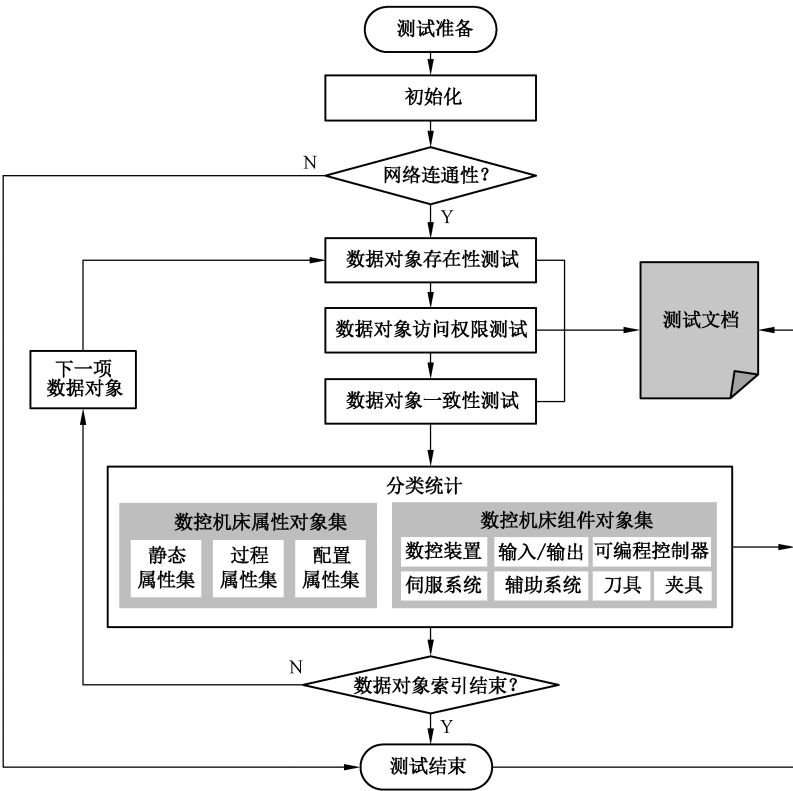 测试准备
初始化
N
网络连通性?
Y
数据对象存在性测试
数据对象访问权限测试
测试文档
下一项
数据对象
数据对象一致性测试
分类统计
数控机床属性对象集
静态
属性集
过程
属性集
配置
属性集
数控机床组件对象集
数控装置
输入/输出
可编程控制器
伺服系统
辅助系统
刀具
夹具
N
数据对象索引结束?
Y
测试结束